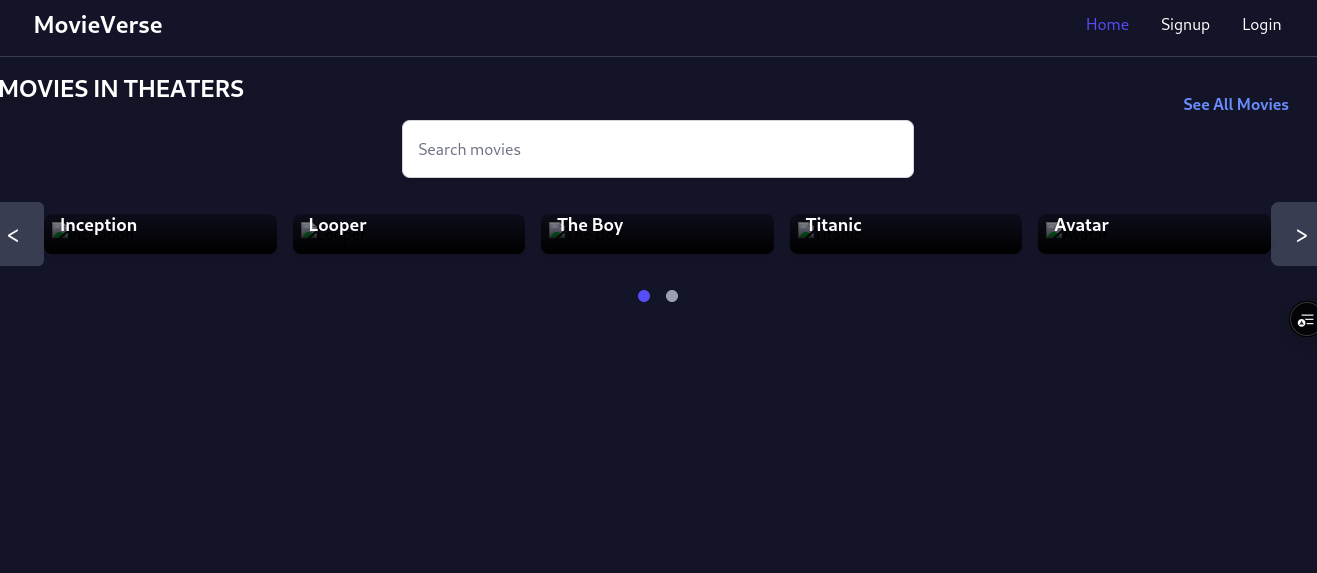 MovieVerse
Home Signup Login
MOVIES IN THEATERS
See All Movies
Search movies
< Inception Looper The Boy Titanic Avatar >